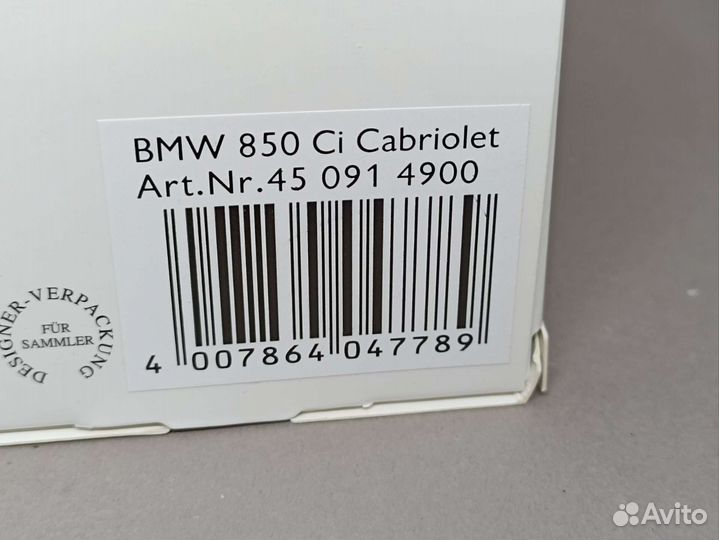 BMW 850 Ci Cabriolet
Art.Nr.45 091 4900
4 007864 047789
DESIGNER-VERPACKUNG
FÜR
SAMMLER
Avito